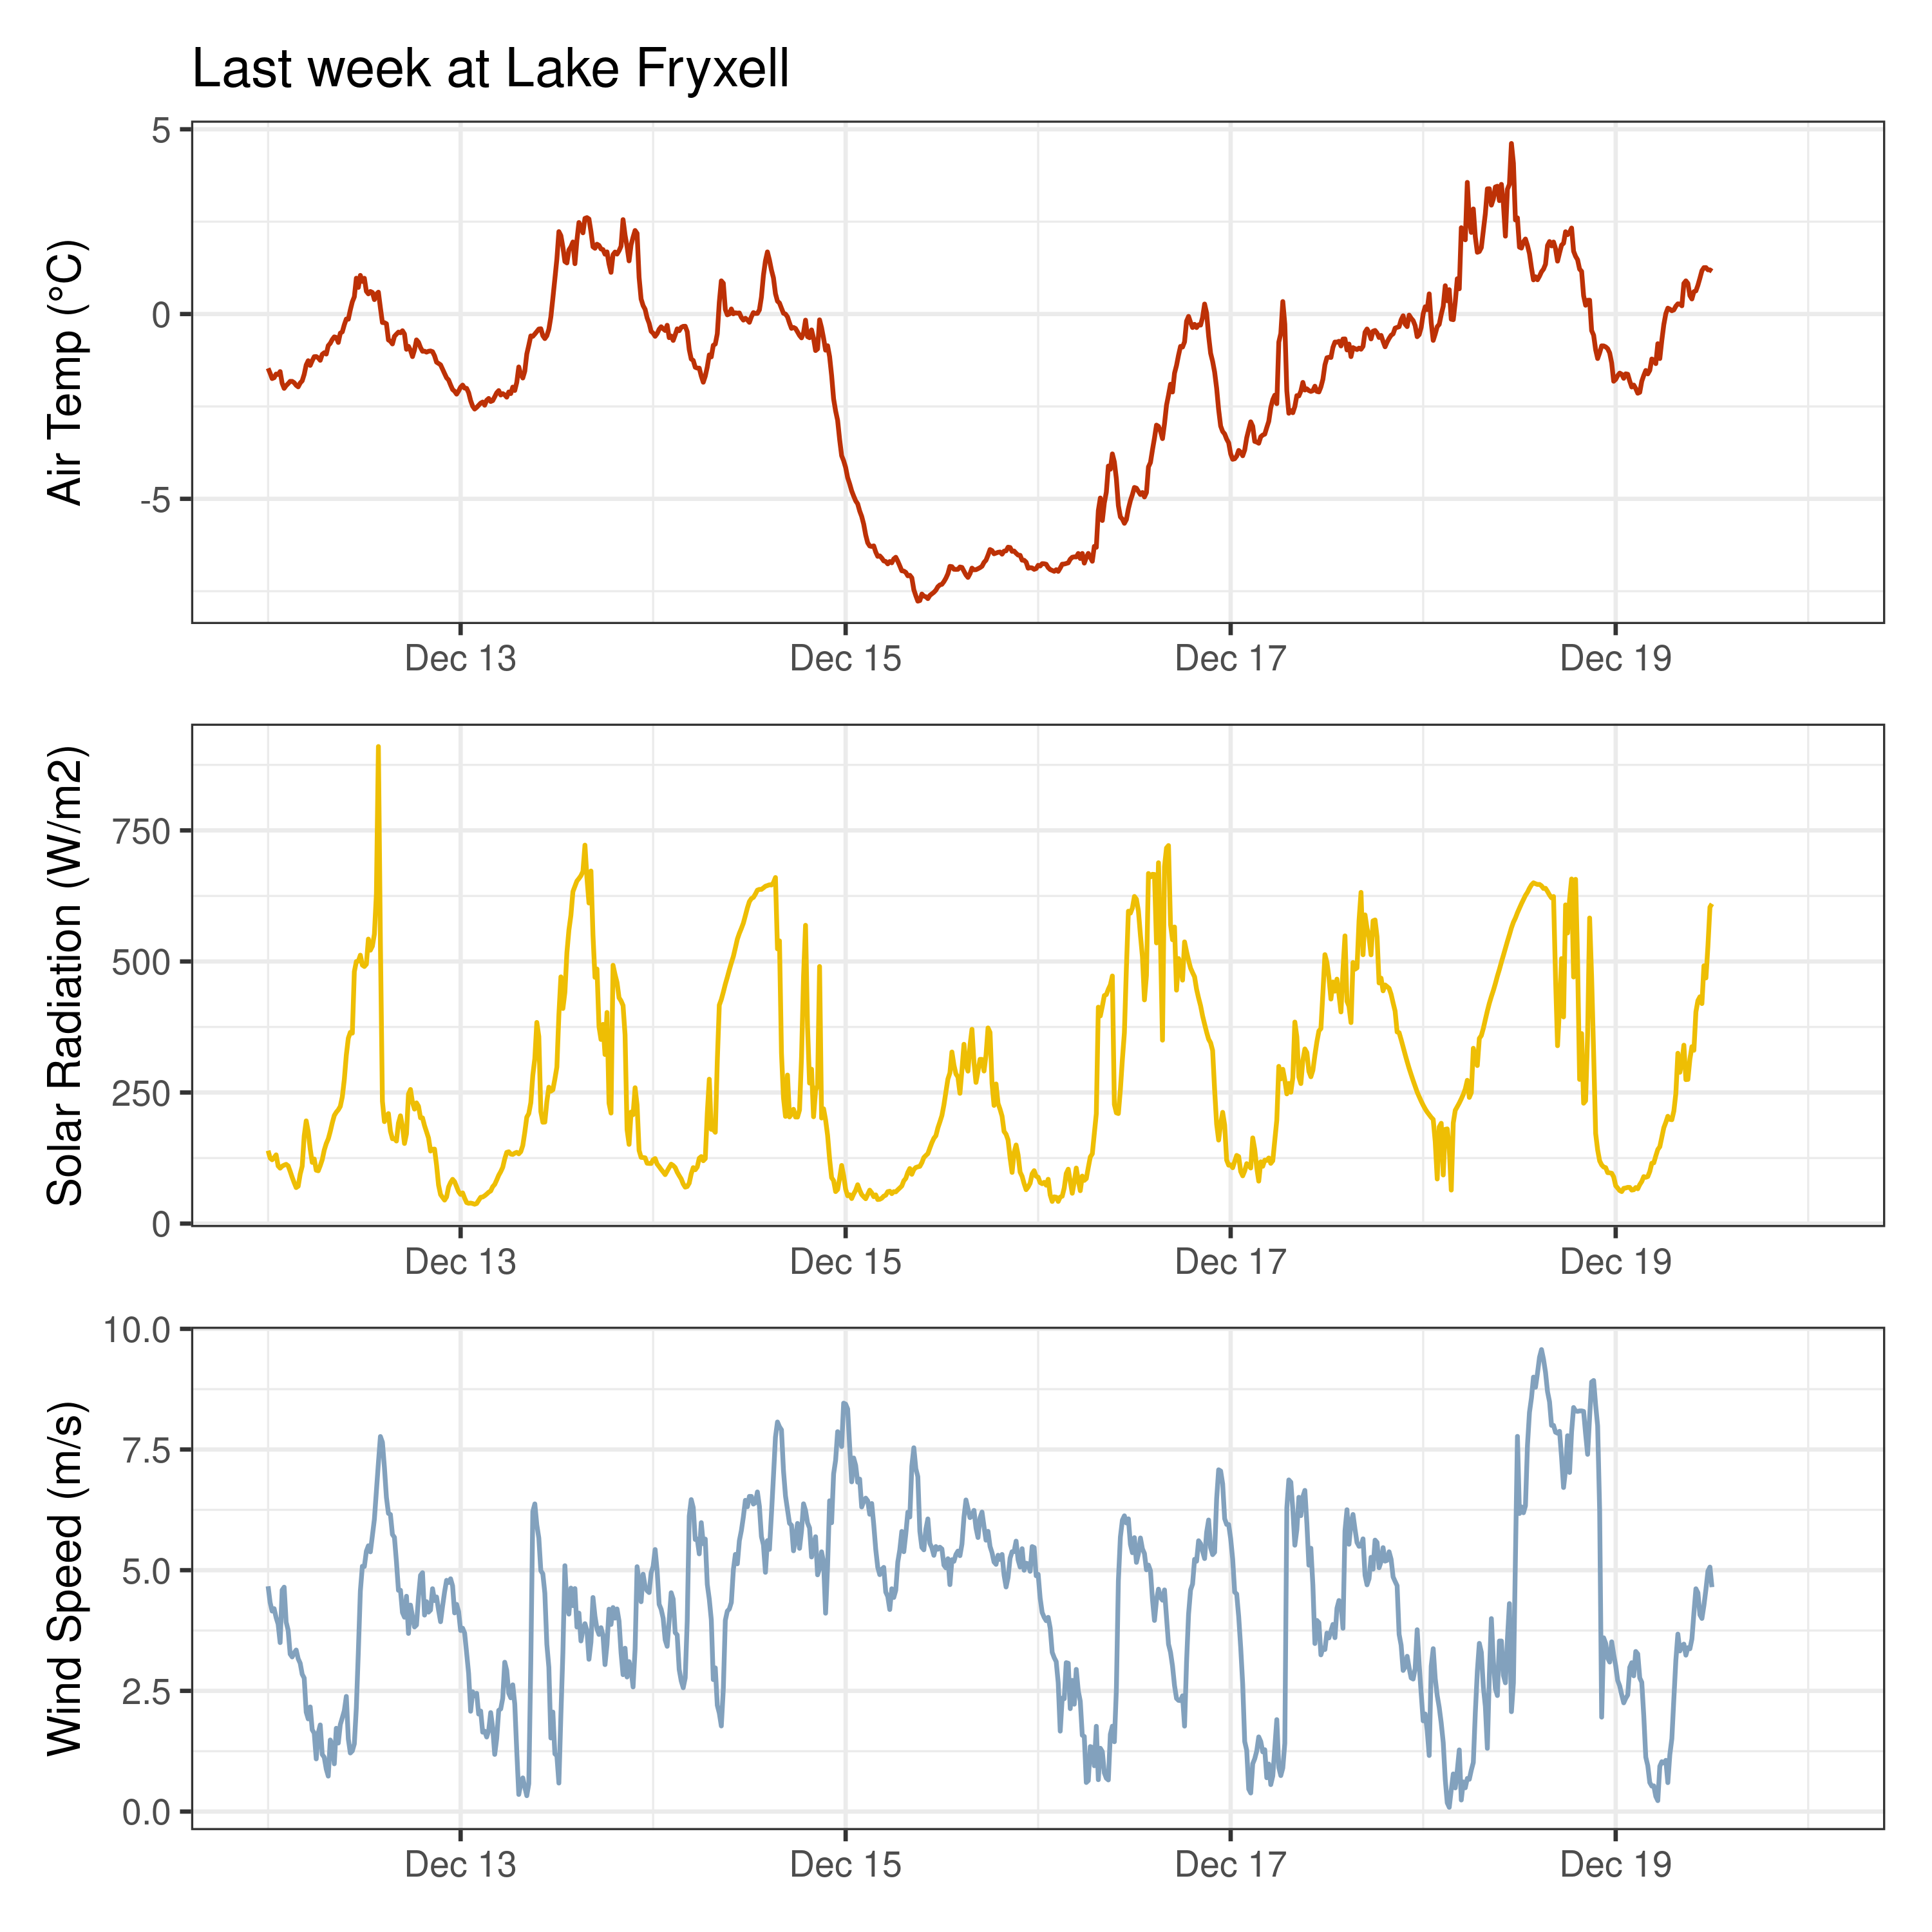 Last week at Lake Fryxell
Air Temp (°C)
5
0
-5
Dec 13 Dec 15 Dec 17 Dec 19
Solar Radiation (W/m2)
750
500
250
0
Dec 13 Dec 15 Dec 17 Dec 19
Wind Speed (m/s)
10.0
7.5
5.0
2.5
0.0
Dec 13 Dec 15 Dec 17 Dec 19